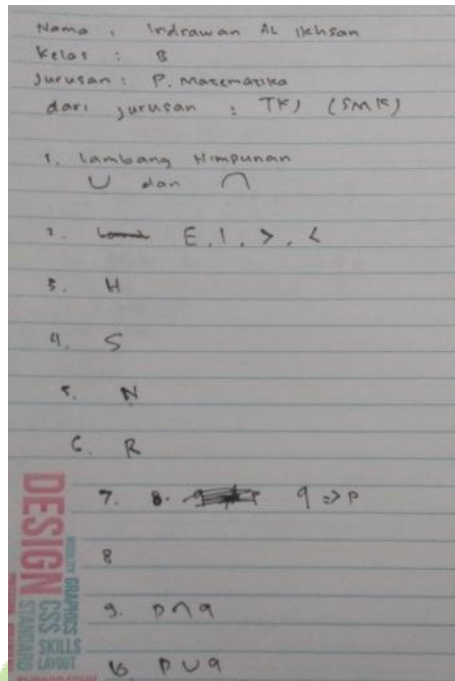 Nama : Indrawan AL Ikhsan
Kelas : B
Jurusan : P. Matematika
dari jurusan : TKJ (SMK)
1. Lambang Himpunan
∪ dan ∩
2. E, 1, >, <
3. H
4. S
5. N
6. R
7. 8. q => p
8
9. p ∩ q
10 p ∪ q
DESIGN
GRAPHICS
CSS SKILLS
STANDARD
LAYOUT